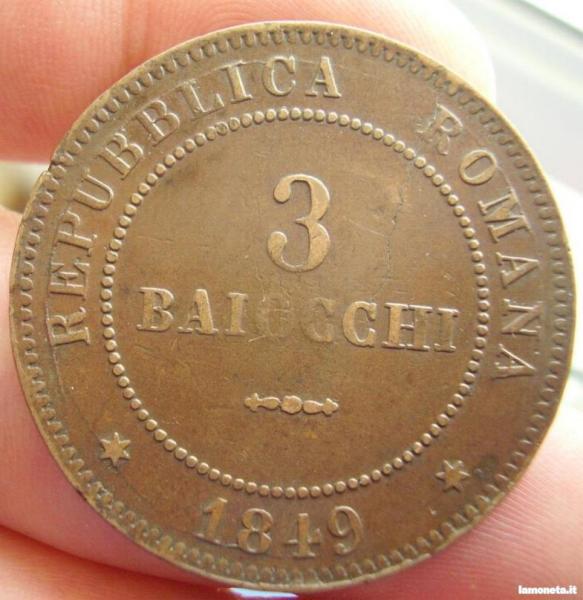 REPUBBLICA ROMANA
3
BAIOCCHI
1849
lamoneta.it